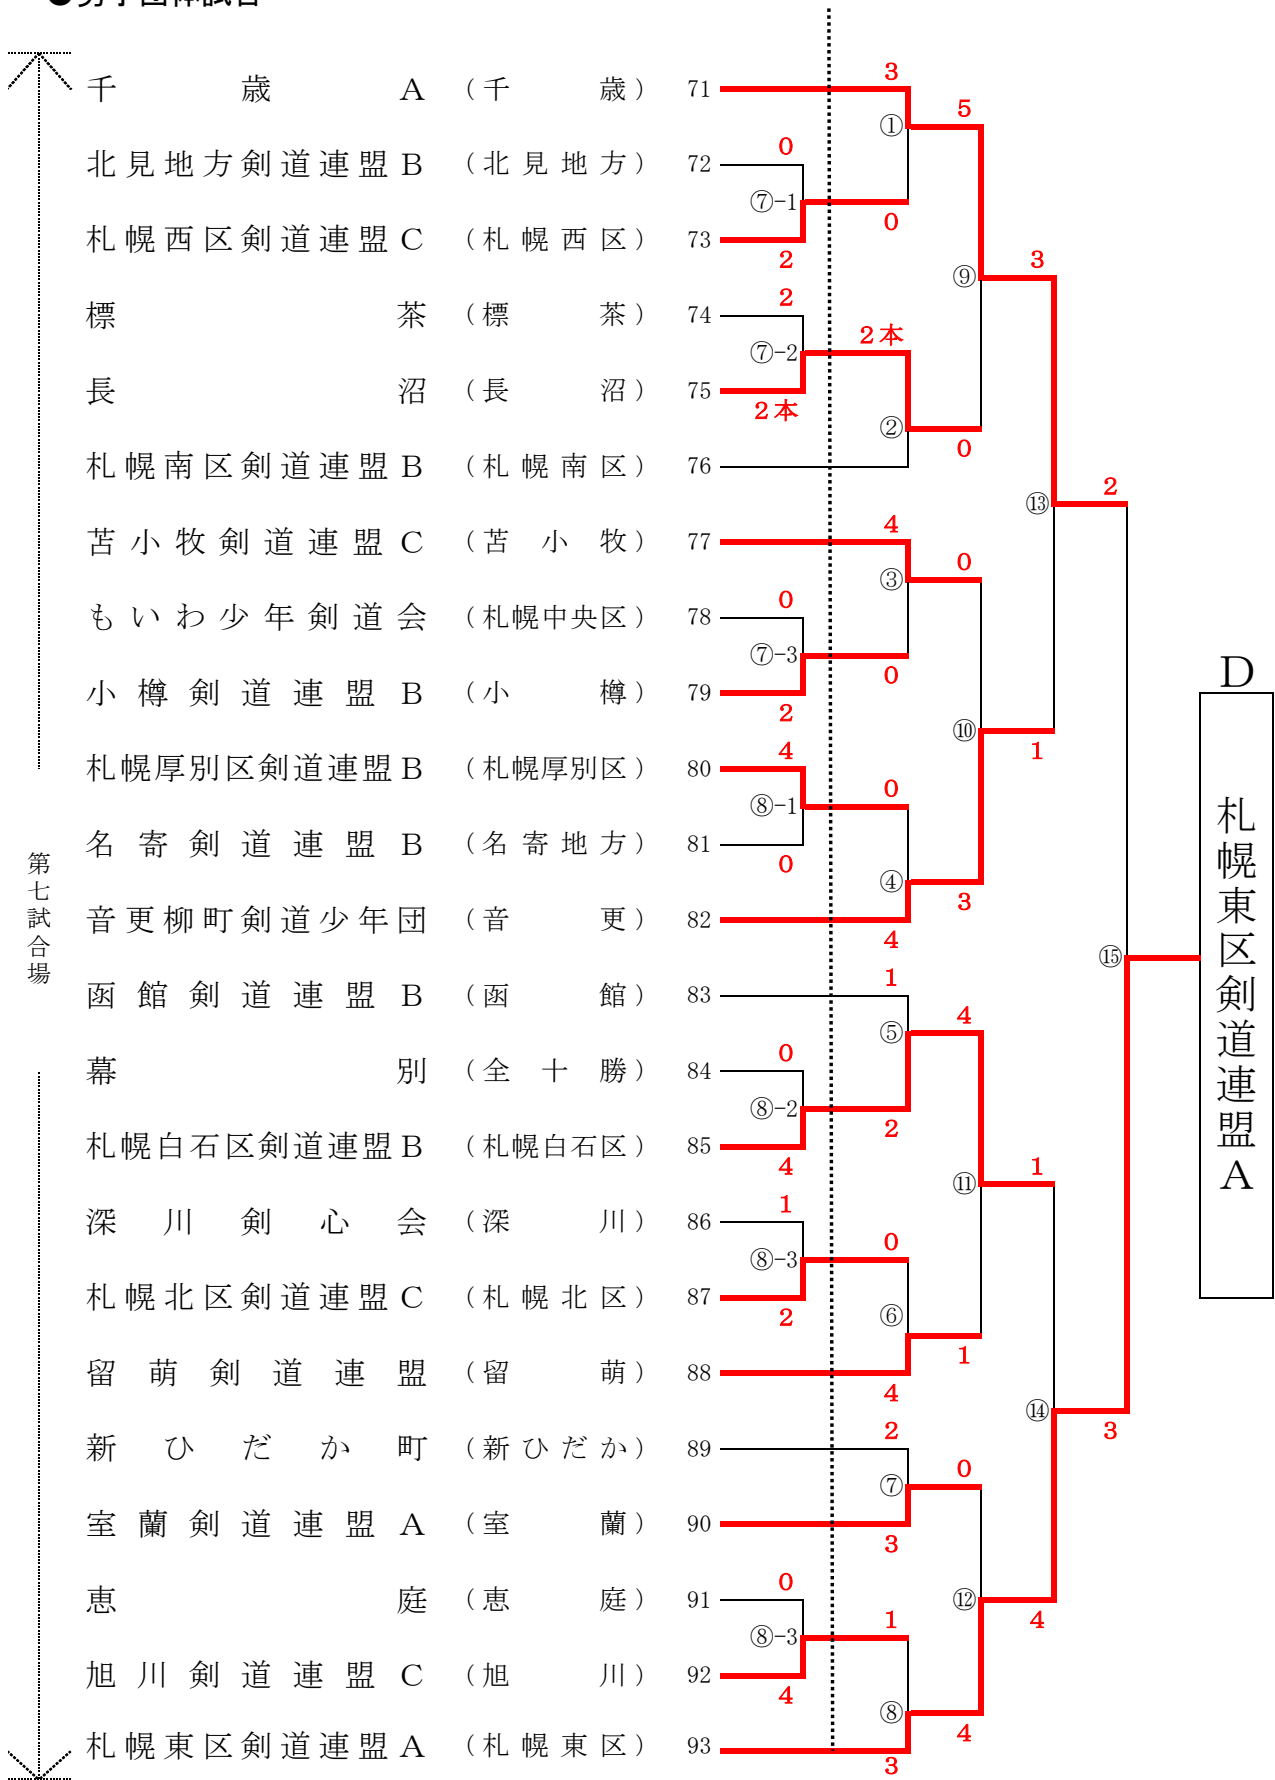 ●男子団体試合
千歳A （千歳） 71
北見地方剣道連盟B （北見地方） 72
札幌西区剣道連盟C （札幌西区） 73
標茶 （標茶） 74
長沼 （長沼） 75
札幌南区剣道連盟B （札幌南区） 76
苫小牧剣道連盟C （苫小牧） 77
もいわ少年剣道会 （札幌中央区） 78
小樽剣道連盟B （小樽） 79
札幌厚別区剣道連盟B （札幌厚別区） 80
名寄剣道連盟B （名寄地方） 81
音更柳町剣道少年団 （音更） 82
函館剣道連盟B （函館） 83
幕別 （全十勝） 84
札幌白石区剣道連盟B （札幌白石区） 85
深川剣心会 （深川） 86
札幌北区剣道連盟C （札幌北区） 87
留萌剣道連盟 （留萌） 88
新ひだか町 （新ひだか） 89
室蘭剣道連盟A （室蘭） 90
恵庭 （恵庭） 91
旭川剣道連盟C （旭川） 92
札幌東区剣道連盟A （札幌東区） 93
第七試合場
0
⑦-1
2
2
⑦-2
2本
0
⑦-3
2
4
⑧-1
0
0
⑧-2
4
1
⑧-3
2
0
⑧-3
4
3
①
0
2本
②
4
③
0
0
④
4
1
⑤
2
0
⑥
4
2
⑦
3
1
⑧
3
5
⑨
0
0
⑩
3
4
⑪
1
0
⑫
4
3
⑬
1
1
⑭
4
2
⑮
3
D
札幌東区剣道連盟A